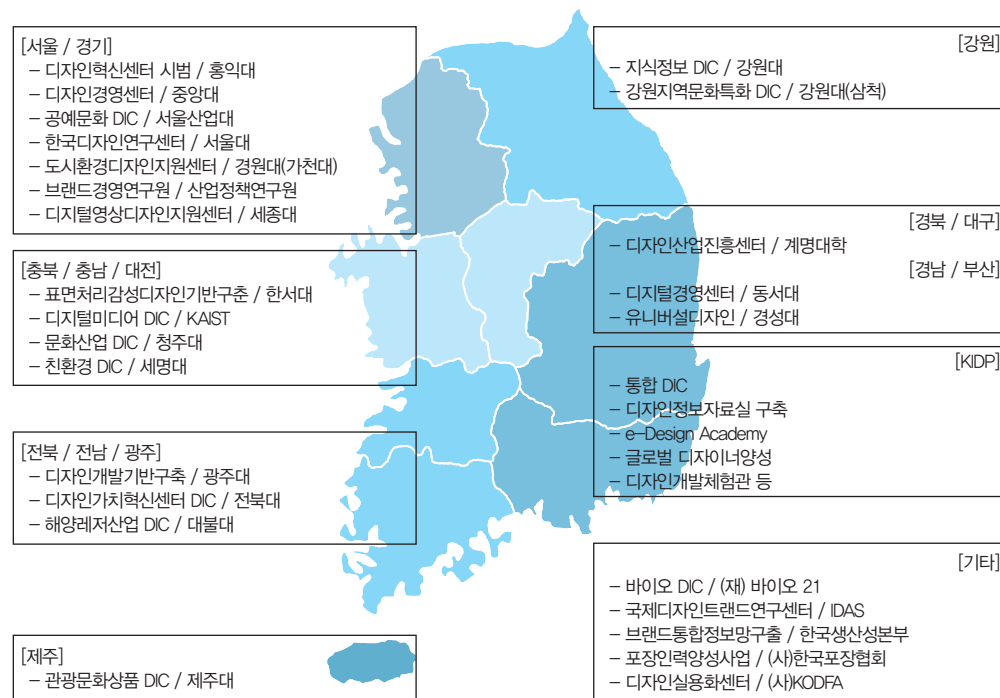 [서울 / 경기]
– 디자인혁신센터 시범 / 홍익대
– 디자인경영센터 / 중앙대
– 공예문화 DIC / 서울산업대
– 한국디자인연구센터 / 서울대
– 도시환경디자인지원센터 / 경원대(가천대)
– 브랜드경영연구원 / 산업정책연구원
– 디지털영상디자인지원센터 / 세종대
[충북 / 충남 / 대전]
– 표면처리감성디자인기반구춘 / 한서대
– 디지털미디어 DIC / KAIST
– 문화산업 DIC / 청주대
– 친환경 DIC / 세명대
[전북 / 전남 / 광주]
– 디자인개발기반구축 / 광주대
– 디자인가치혁신센터 DIC / 전북대
– 해양레저산업 DIC / 대불대
[제주]
– 관광문화상품 DIC / 제주대
[강원]
– 지식정보 DIC / 강원대
– 강원지역문화특화 DIC / 강원대(삼척)
[경북 / 대구]
– 디자인산업진흥센터 / 계명대학
[경남 / 부산]
– 디지털경영센터 / 동서대
– 유니버설디자인 / 경성대
[KIDP]
– 통합 DIC
– 디자인정보자료실 구축
– e–Design Academy
– 글로벌 디자이너양성
– 디자인개발체험관 등
[기타]
– 바이오 DIC / (재) 바이오 21
– 국제디자인트랜드연구센터 / IDAS
– 브랜드통합정보망구출 / 한국생산성본부
– 포장인력양성사업 / (사)한국포장협회
– 디자인실용화센터 / (사)KODFA